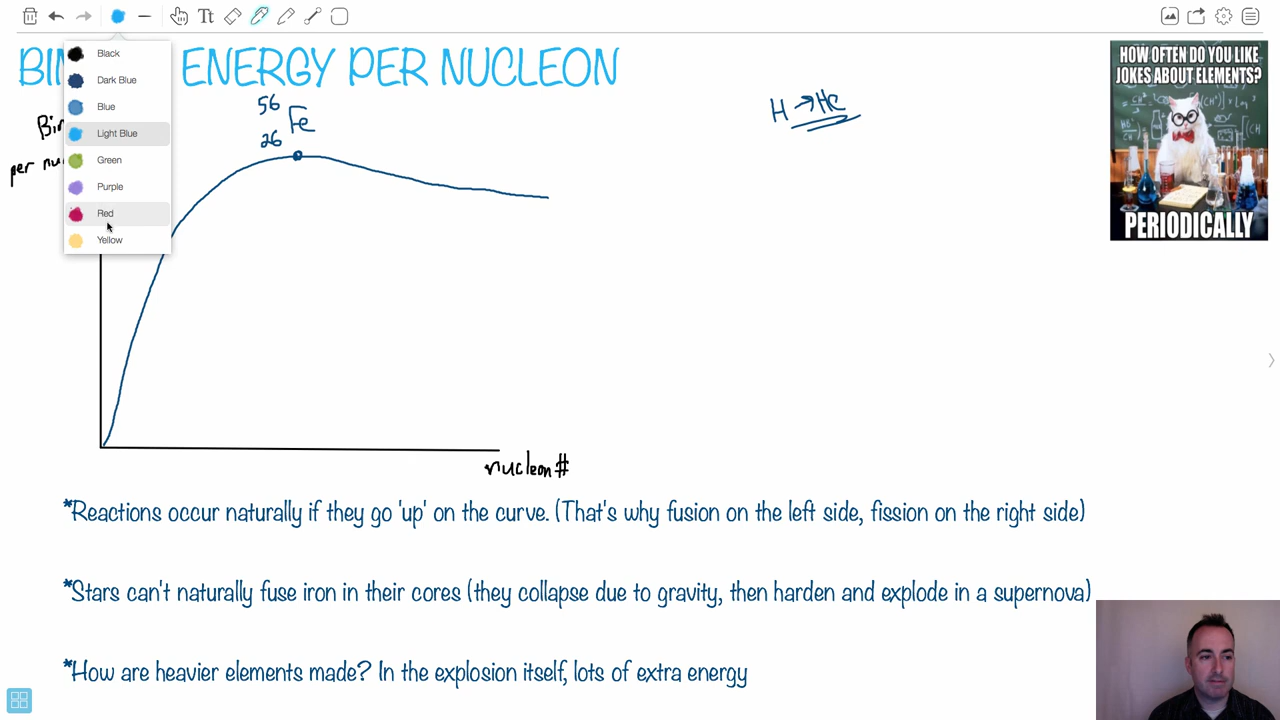 Tt
Black
Dark Blue
Blue
Light Blue
Green
Purple
Red
Yellow
ENERGY PER NUCLEON
56
Fe
26
H → He
nucleon #
HOW OFTEN DO YOU LIKE
JOKES ABOUT ELEMENTS?
PERIODICALLY
*Reactions occur naturally if they go 'up' on the curve. (That's why fusion on the left side, fission on the right side)
*Stars can't naturally fuse iron in their cores (they collapse due to gravity, then harden and explode in a supernova)
*How are heavier elements made? In the explosion itself, lots of extra energy